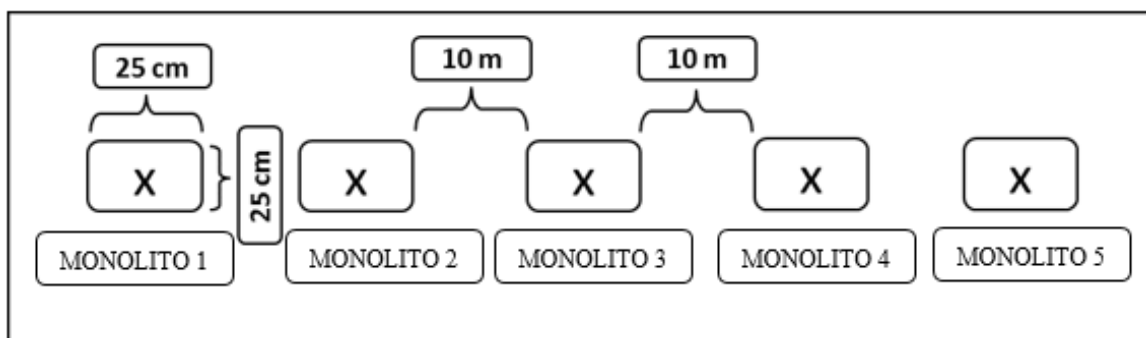 10 m
10 m
25 cm
25 cm
X
X
X
X
X
MONOLITO 1
MONOLITO 2
MONOLITO 3
MONOLITO 4
MONOLITO 5